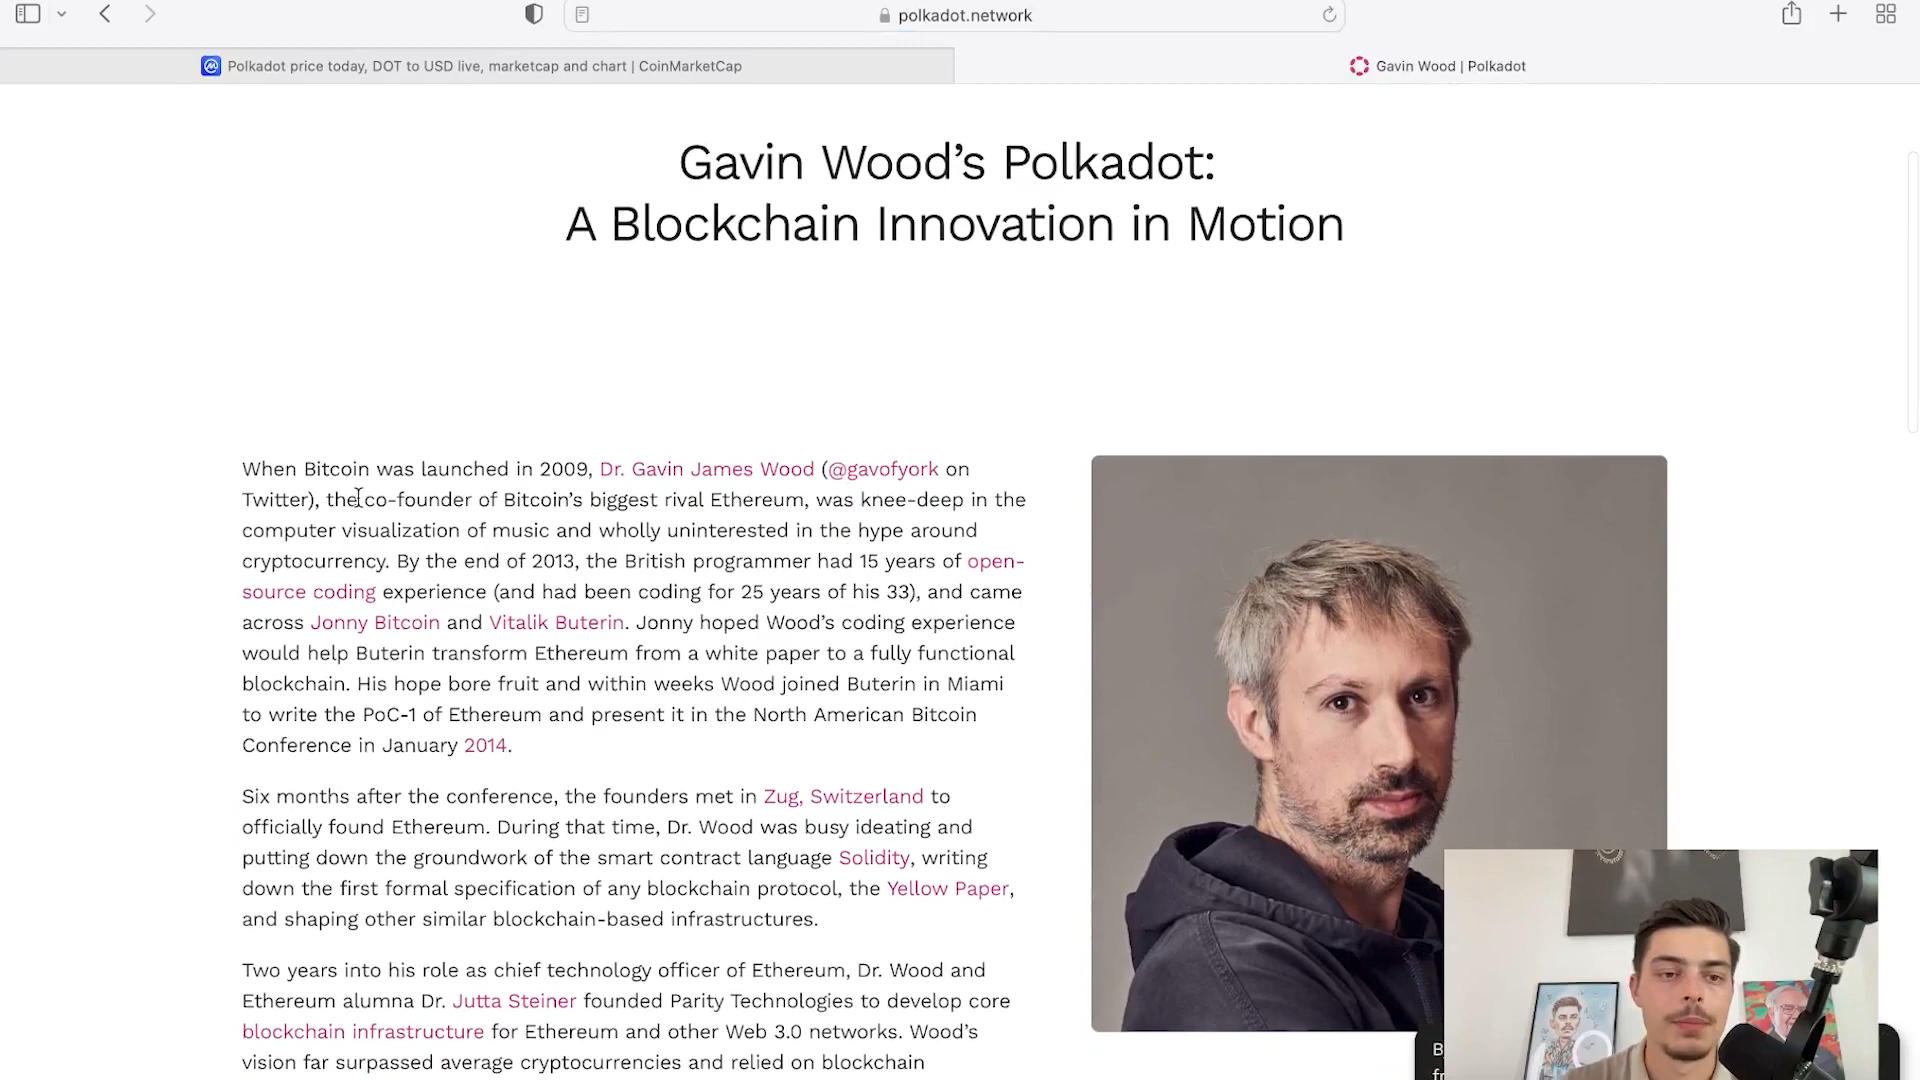 polkadot.network
Polkadot price today, DOT to USD live, marketcap and chart | CoinMarketCap
Gavin Wood | Polkadot
Gavin Wood’s Polkadot:
A Blockchain Innovation in Motion
When Bitcoin was launched in 2009, Dr. Gavin James Wood (@gavofyork on
Twitter), the co-founder of Bitcoin’s biggest rival Ethereum, was knee-deep in the
computer visualization of music and wholly uninterested in the hype around
cryptocurrency. By the end of 2013, the British programmer had 15 years of open-
source coding experience (and had been coding for 25 years of his 33), and came
across Jonny Bitcoin and Vitalik Buterin. Jonny hoped Wood’s coding experience
would help Buterin transform Ethereum from a white paper to a fully functional
blockchain. His hope bore fruit and within weeks Wood joined Buterin in Miami
to write the PoC-1 of Ethereum and present it in the North American Bitcoin
Conference in January 2014.
Six months after the conference, the founders met in Zug, Switzerland to
officially found Ethereum. During that time, Dr. Wood was busy ideating and
putting down the groundwork of the smart contract language Solidity, writing
down the first formal specification of any blockchain protocol, the Yellow Paper,
and shaping other similar blockchain-based infrastructures.
Two years into his role as chief technology officer of Ethereum, Dr. Wood and
Ethereum alumna Dr. Jutta Steiner founded Parity Technologies to develop core
blockchain infrastructure for Ethereum and other Web 3.0 networks. Wood’s
vision far surpassed average cryptocurrencies and relied on blockchain